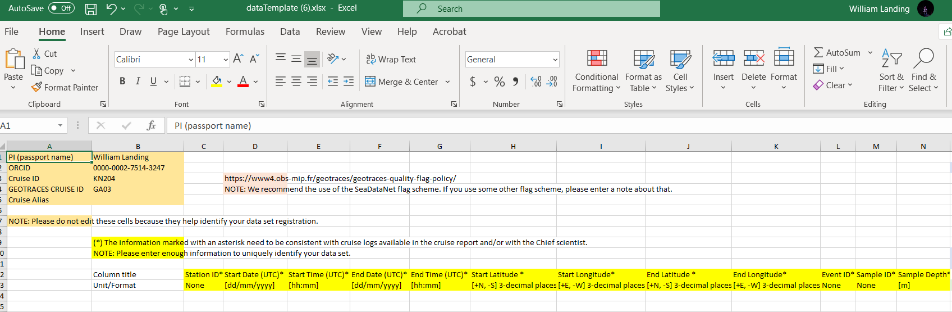 AutoSave Off dataTemplate (6).xlsx - Excel Search William Landing
File Home Insert Draw Page Layout Formulas Data Review View Help Acrobat
Paste Cut Copy Format Painter Calibri 11 Wrap Text General Conditional Formatting Format as Table Cell Styles Insert Delete Format AutoSum Fill Clear Sort & Filter Find & Select
B I U Merge & Center $ % 9
Clipboard Font Alignment Number Styles Cells Editing
A1 fx PI (passport name)
A B C D E F G H I J K L M N
PI (passport name) William Landing
ORCID 0000-0002-7514-3247
Cruise ID KN204 https://www4.obs-mip.fr/geotraces/geotraces-quality-flag-policy/
GEOTRACES CRUISE ID GA03 NOTE: We recommend the use of the SeaDataNet flag scheme. If you use some other flag scheme, please enter a note about that.
Cruise Alias
NOTE: Please do not edit these cells because they help identify your data set registration.
(*) The Information marked with an asterisk need to be consistent with cruise logs available in the cruise report and/or with the Chief scientist.
NOTE: Please enter enough information to uniquely identify your data set.
Column title Station ID* Start Date (UTC)* Start Time (UTC)* End Date (UTC)* End Time (UTC)* Start Latitude * Start Longitude* End Latitude * End Longitude* Event ID* Sample ID* Sample Depth*
Unit/Format None [dd/mm/yyyy] [hh:mm] [dd/mm/yyyy] [hh:mm] [+N, -S] 3-decimal places [+E, -W] 3-decimal places [+N, -S] 3-decimal places [+E, -W] 3-decimal places None None [m]